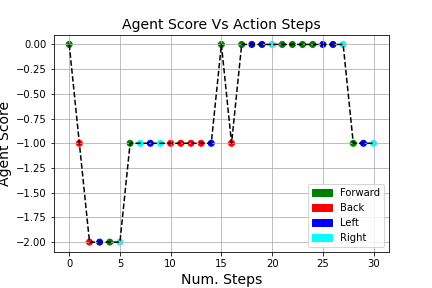 Agent Score Vs Action Steps
Agent Score
0.00
−0.25
−0.50
−0.75
−1.00
−1.25
−1.50
−1.75
−2.00
Forward
Back
Left
Right
0 5 10 15 20 25 30
Num. Steps